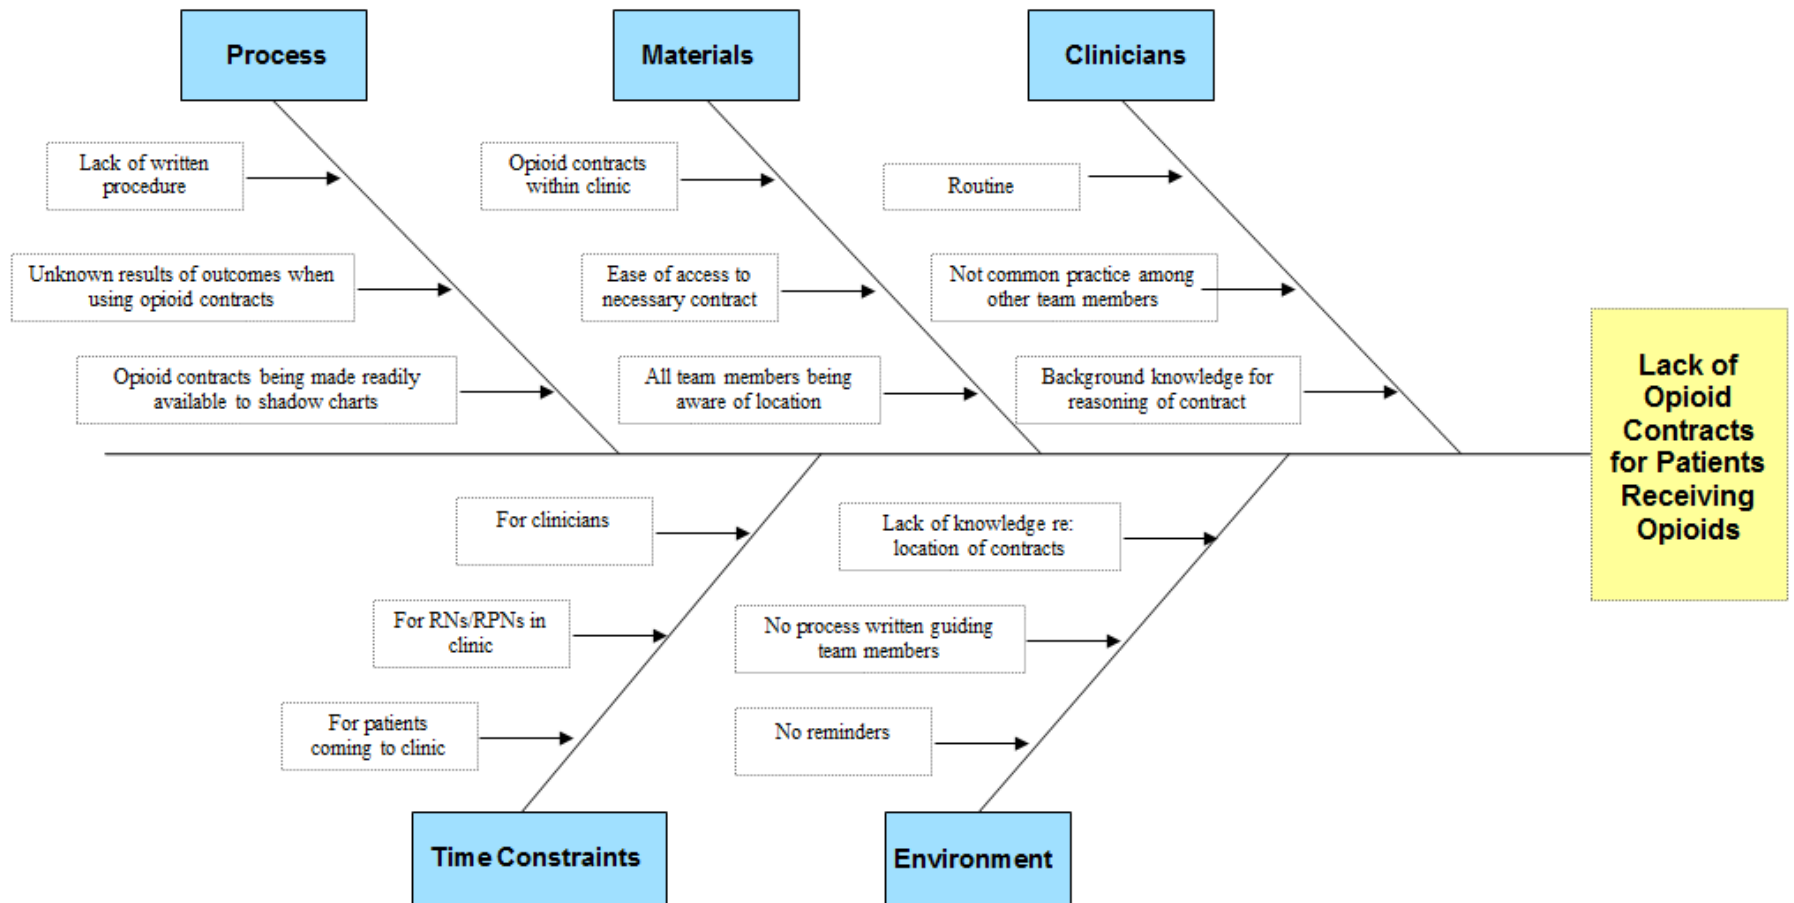 Process
Materials
Clinicians
Lack of written
procedure
Opioid contracts
within clinic
Routine
Unknown results of outcomes when
using opioid contracts
Ease of access to
necessary contract
Not common practice among
other team members
Opioid contracts being made readily
available to shadow charts
All team members being
aware of location
Background knowledge for
reasoning of contract
Lack of
Opioid
Contracts
for Patients
Receiving
Opioids
For clinicians
Lack of knowledge re:
location of contracts
For RNs/RPNs in
clinic
No process written guiding
team members
For patients
coming to clinic
No reminders
Time Constraints
Environment